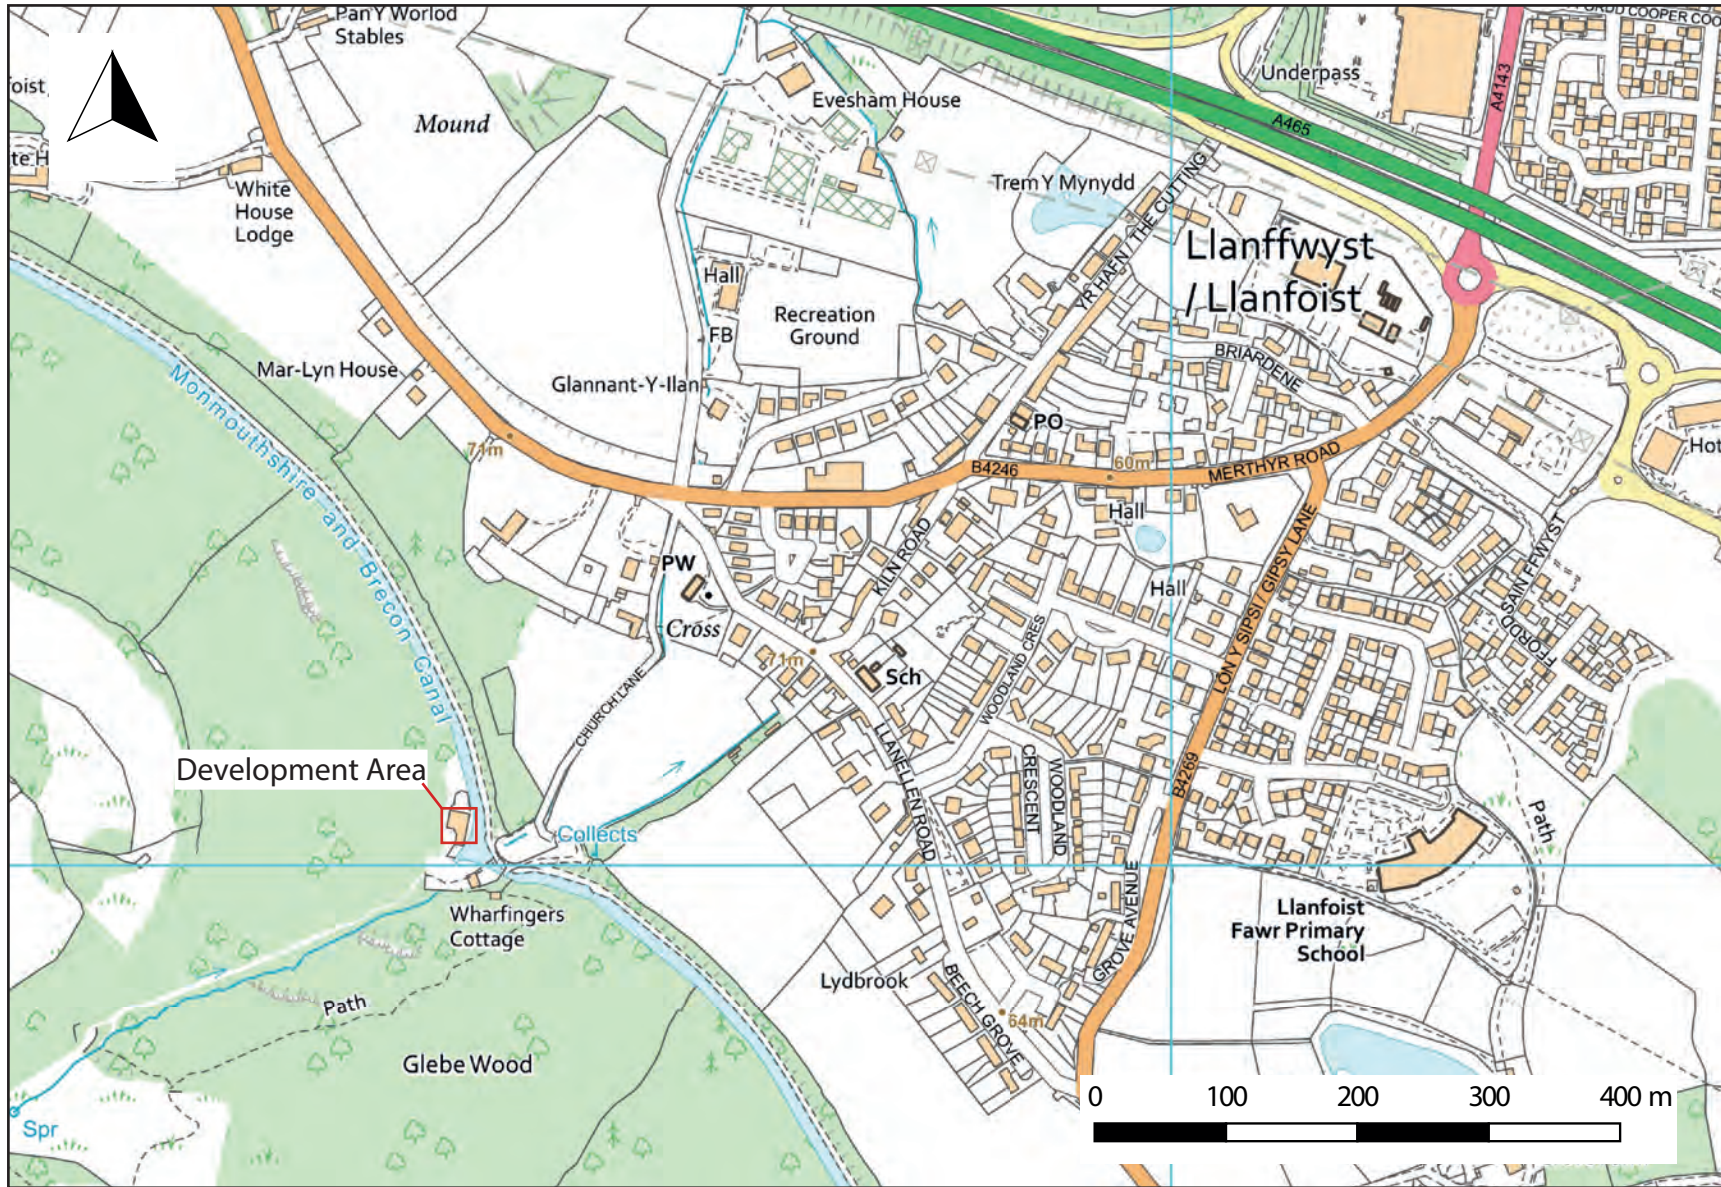 Pan Y Worlod
Stables
Mound
White
House
Lodge
Evesham House
Underpass
A4143
A465
Trem Y Mynydd
YR HAFN / THE CUTTING
Llanffwyst
/ Llanfoist
Hall
FB
Recreation
Ground
Mar-Lyn House
Glannant-Y-llan
BRIARDENE
PO
71m
B4246
60m
MERTHYR ROAD
Hall
Monmouthshire and Brecon Canal
PW
Cross
KILN ROAD
71m
Sch
Hall
WOODLAND CRES
LON Y SIPSI / GIPSY LANE
FFORDD SAIN FFWYST
CHURCH LANE
LLANELLEN ROAD
WOODLAND
CRESCENT
B4269
Development Area
Collects
Path
Wharfingers
Cottage
GROVE AVENUE
Llanfoist
Fawr Primary
School
Lydbrook
BEECH GROVE
64m
Path
Glebe Wood
Spr
0 100 200 300 400 m